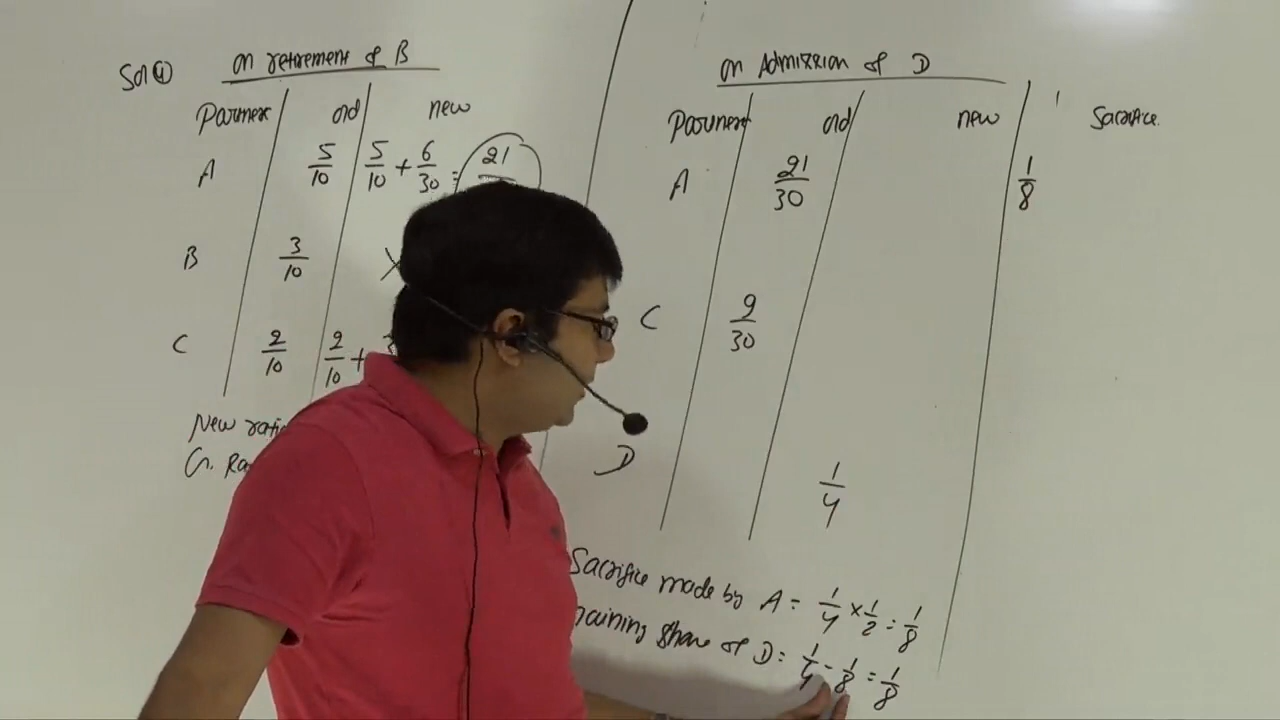 Sol ①
On retirement of B
Partner old new
A 5/10 5/10 + 6/30 = 21
B 3/10 X
C 2/10 2/10 +
New ratio
G. Ra
On Admission of D
Partner old new Sacrifice.
A 21/30 1/8
C 9/30
D 1/4
Sacrifice made by A = 1/4 × 1/2 = 1/8
maining share of D = 1/4 - 1/8 = 1/8